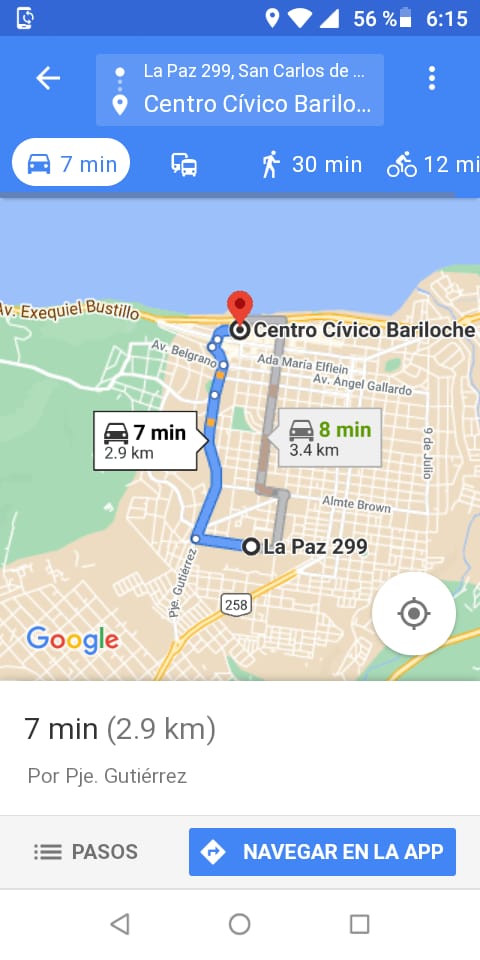 56 % 6:15
La Paz 299, San Carlos de ...
Centro Cívico Barilo...
7 min
30 min
12 mi
Av. Exequiel Bustillo
Centro Cívico Bariloche
Av. Belgrano
Ada María Elflein
Av. Ángel Gallardo
7 min
2.9 km
8 min
3.4 km
9 de Julio
Almte Brown
La Paz 299
Pje. Gutiérrez
258
Google
7 min (2.9 km)
Por Pje. Gutiérrez
PASOS
NAVEGAR EN LA APP